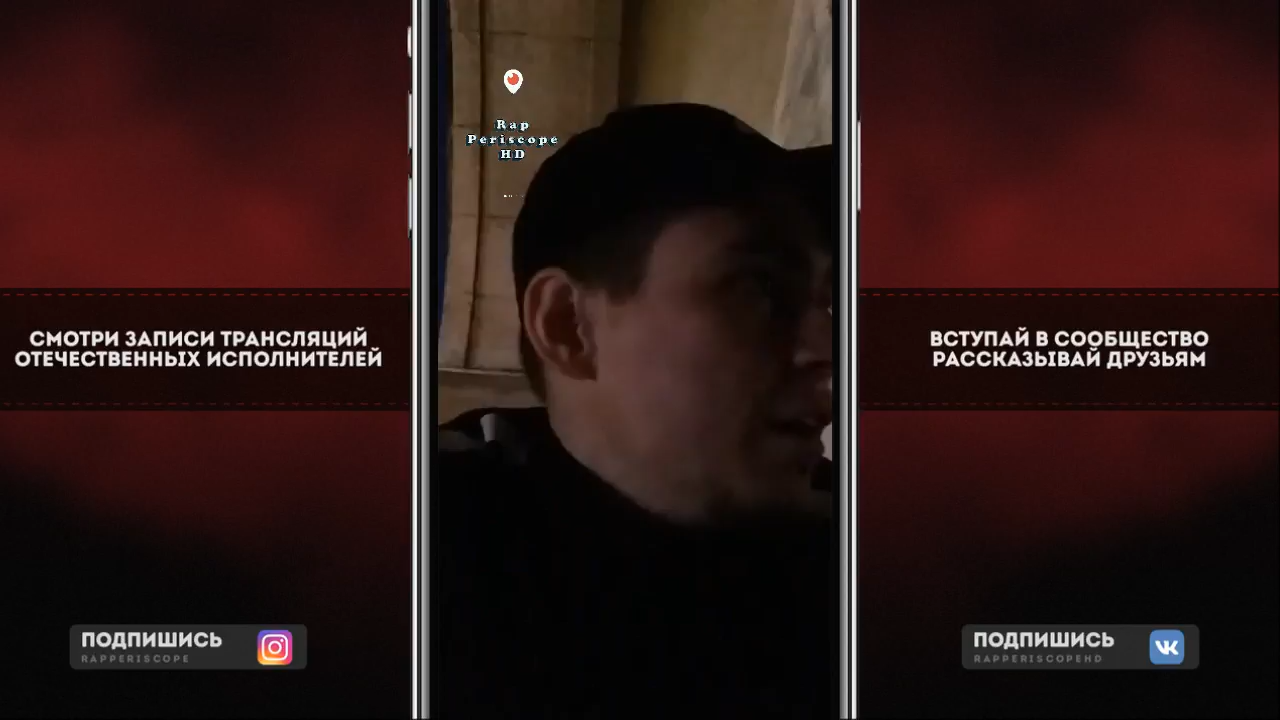 Rap
Periscope
HD
СМОТРИ ЗАПИСИ ТРАНСЛЯЦИЙ
ОТЕЧЕСТВЕННЫХ ИСПОЛНИТЕЛЕЙ
ВСТУПАЙ В СООБЩЕСТВО
РАССКАЗЫВАЙ ДРУЗЬЯМ
ПОДПИШИСЬ
RAPPERISCOPE
ПОДПИШИСЬ
RAPPERISCOPEHD